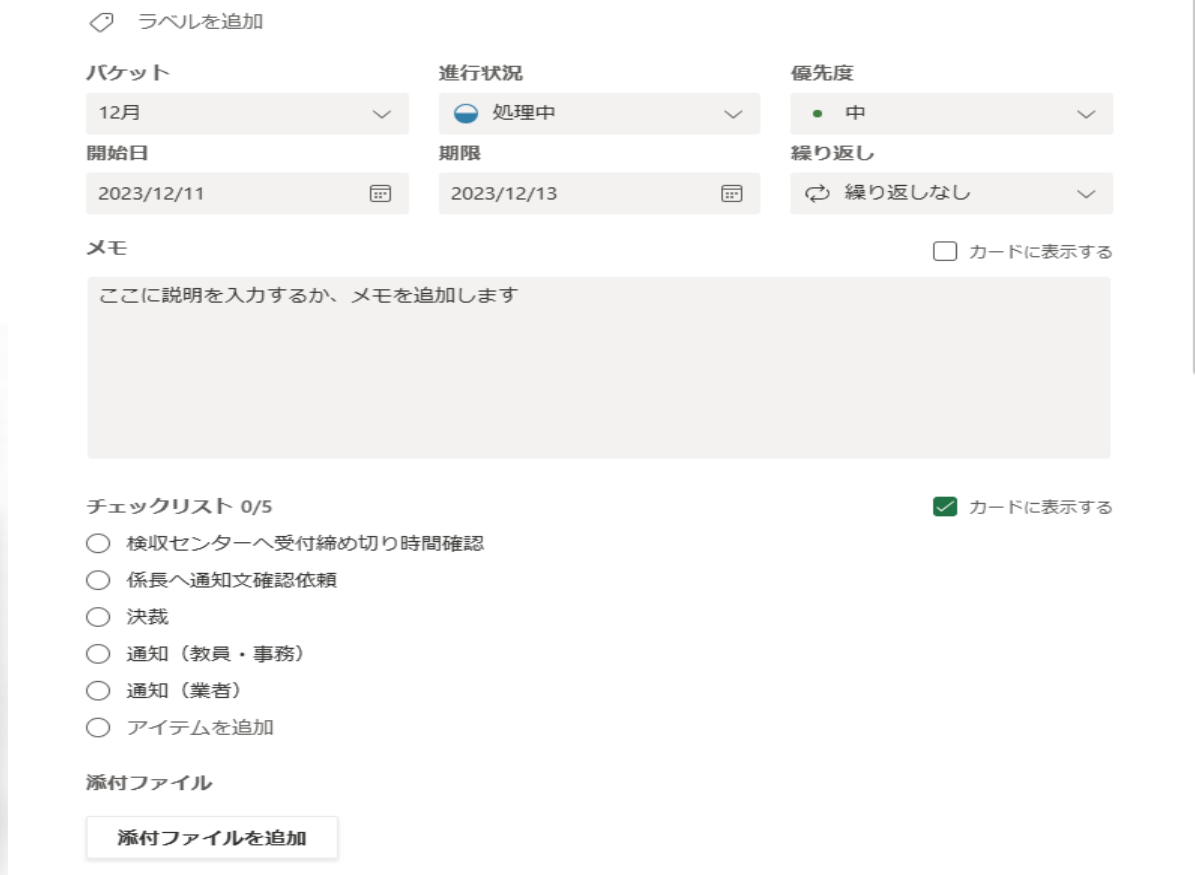 ラベルを追加
バケット 進行状況 優先度
12月 処理中 中
開始日 期限 繰り返し
2023/12/11 2023/12/13 繰り返しなし
メモ カードに表示する
ここに説明を入力するか、メモを追加します
チェックリスト 0/5 カードに表示する
検収センターへ受付締め切り時間確認
係長へ通知文確認依頼
決裁
通知（教員・事務）
通知（業者）
アイテムを追加
添付ファイル
添付ファイルを追加